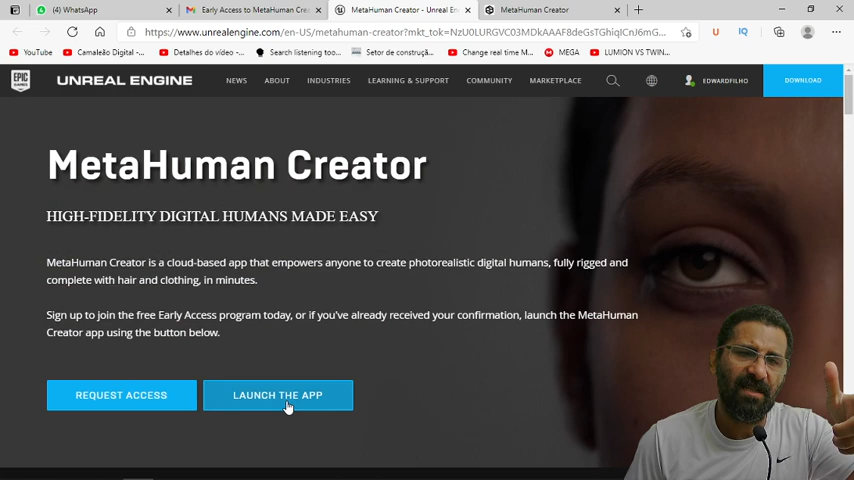 (4) WhatsApp
Early Access to MetaHuman Cre
MetaHuman Creator - Unreal En
MetaHuman Creator
https://www.unrealengine.com/en-US/metahuman-creator?mkt_tok=NzU0LURGVC03MDkAAAF8deGsTGhiqICnJ6mG...
U
IQ
YouTube
Camaleão Digital -...
Detalhes do vídeo -...
Search listening too...
Setor de construçã...
Change real time M...
MEGA
LUMION VS TWIN...
EPIC GAMES
UNREAL ENGINE
NEWS
ABOUT
INDUSTRIES
LEARNING & SUPPORT
COMMUNITY
MARKETPLACE
EDWARDFILHO
DOWNLOAD
MetaHuman Creator
HIGH-FIDELITY DIGITAL HUMANS MADE EASY
MetaHuman Creator is a cloud-based app that empowers anyone to create photorealistic digital humans, fully rigged and
complete with hair and clothing, in minutes.
Sign up to join the free Early Access program today, or if you've already received your confirmation, launch the MetaHuman
Creator app using the button below.
REQUEST ACCESS
LAUNCH THE APP